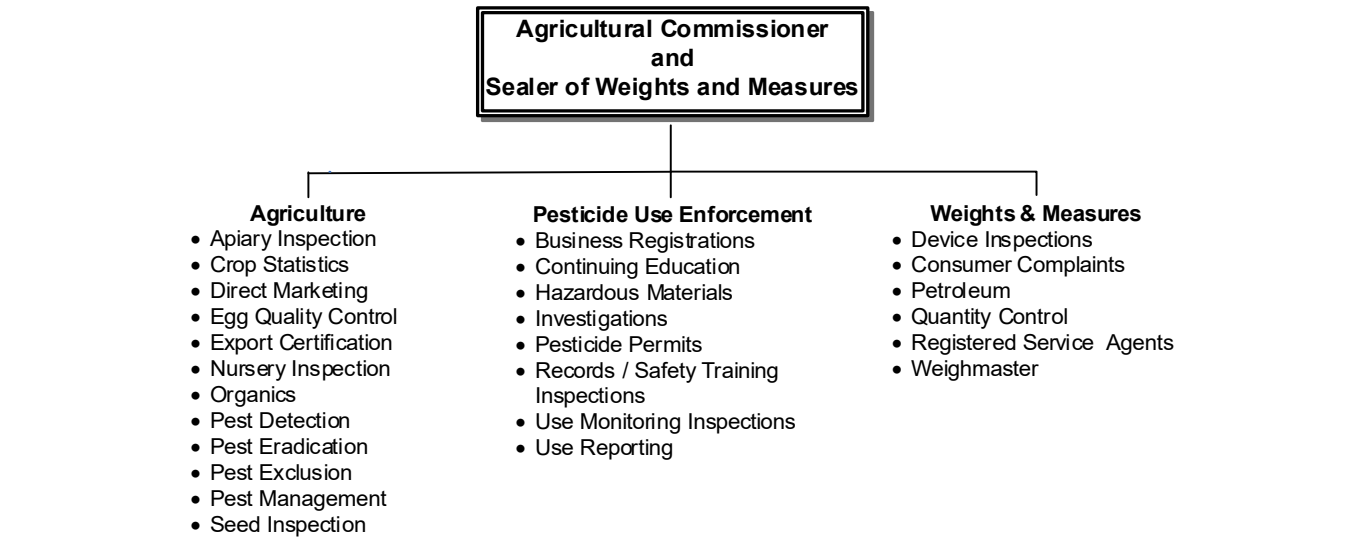 Agricultural Commissioner
and
Sealer of Weights and Measures
Agriculture
• Apiary Inspection
• Crop Statistics
• Direct Marketing
• Egg Quality Control
• Export Certification
• Nursery Inspection
• Organics
• Pest Detection
• Pest Eradication
• Pest Exclusion
• Pest Management
• Seed Inspection
Pesticide Use Enforcement
• Business Registrations
• Continuing Education
• Hazardous Materials
• Investigations
• Pesticide Permits
• Records / Safety Training
Inspections
• Use Monitoring Inspections
• Use Reporting
Weights & Measures
• Device Inspections
• Consumer Complaints
• Petroleum
• Quantity Control
• Registered Service Agents
• Weighmaster